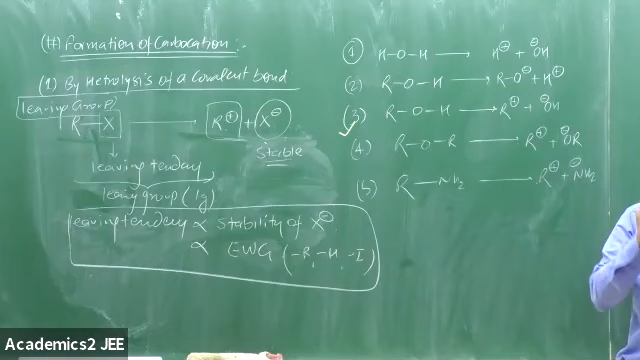 (#) Formation of Carbocation :-
(1) By Hetrolysis of a Covalent bond
leaving group
R—X ⟶ R⊕ + X⊖
↓ Stable
leaving tendency
leaving group (lg)
leaving tendency ∝ stability of X⊖
∝ EWG (-R, -H, -I)
(1) H-O-H ⟶ H⊕ + ⊖OH
(2) R-O-H ⟶ R-O⊖ + H⊕
(3) R-O-H ⟶ R⊕ + ⊖OH
(4) R-O-R ⟶ R⊕ + ⊖OR
(5) R-NH2 ⟶ R⊕ + ⊖NH2
Academics2 JEE